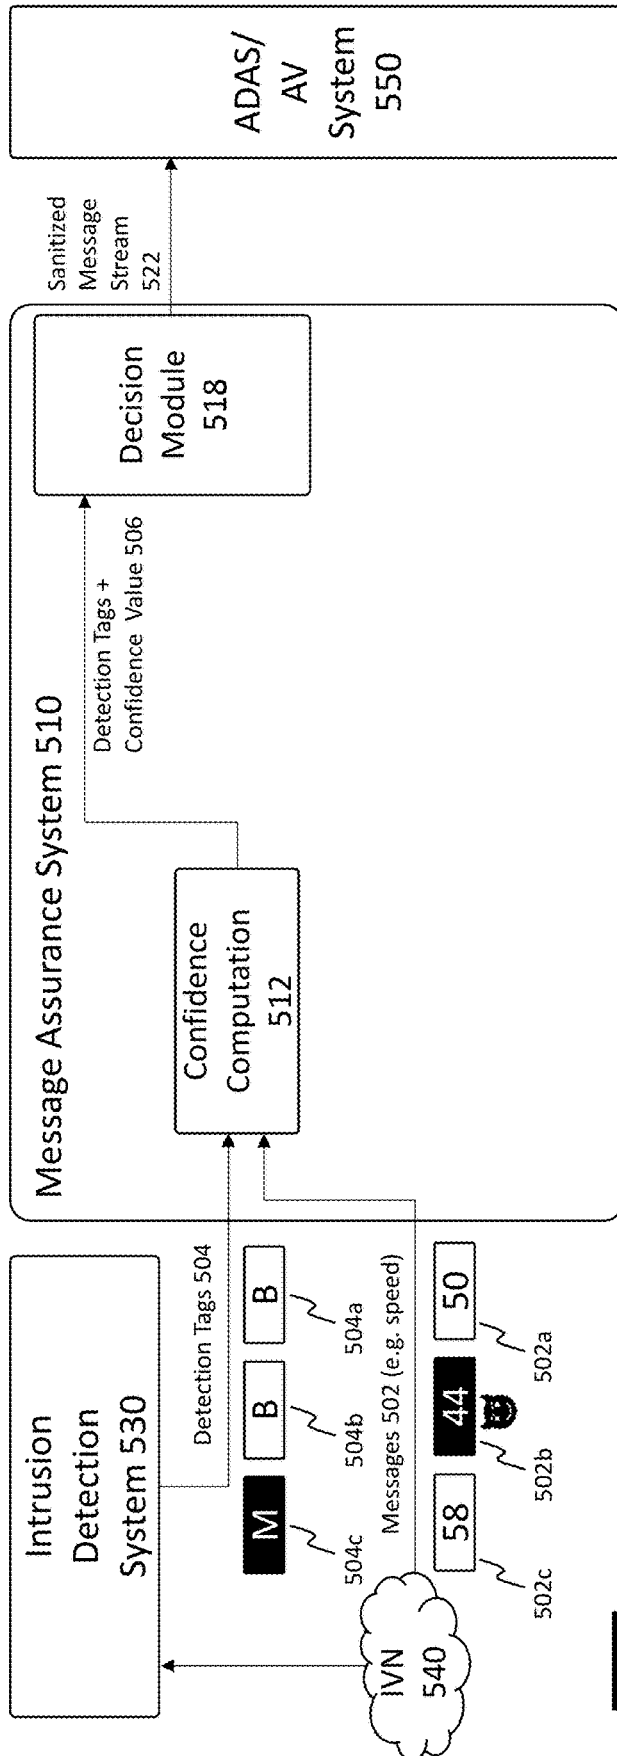 Intrusion
Detection
System 530
Message Assurance System 510
Detection Tags 504
M
B
B
504c
504b
504a
Confidence
Computation
512
Detection Tags +
Confidence Value 506
Decision
Module
518
Sanitized
Message
Stream
522
ADAS/
AV
System
550
IVN
540
Messages 502 (e.g. speed)
58
44
50
502c
502b
502a